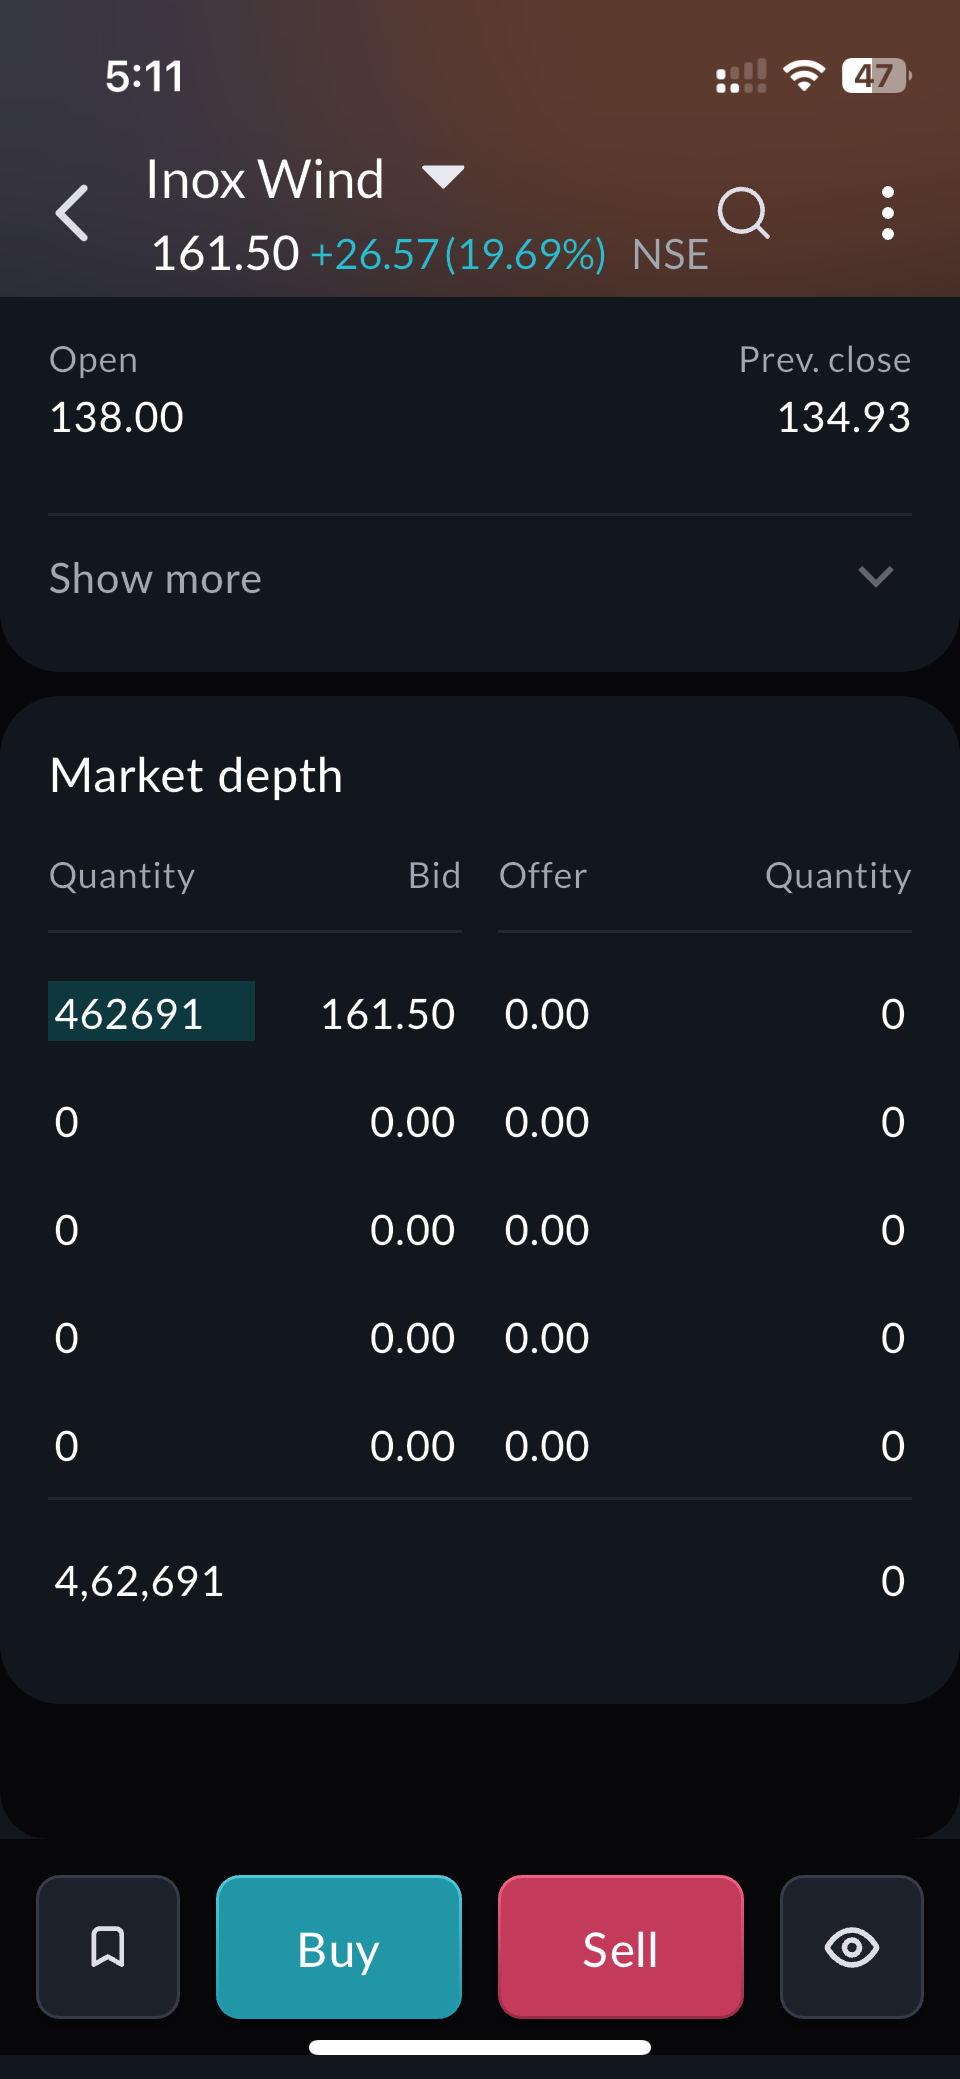 5:11 47
Inox Wind
161.50 +26.57(19.69%) NSE
Open Prev. close
138.00 134.93
Show more
Market depth
Quantity Bid Offer Quantity
462691 161.50 0.00 0
0 0.00 0.00 0
0 0.00 0.00 0
0 0.00 0.00 0
0 0.00 0.00 0
4,62,691 0
Buy Sell